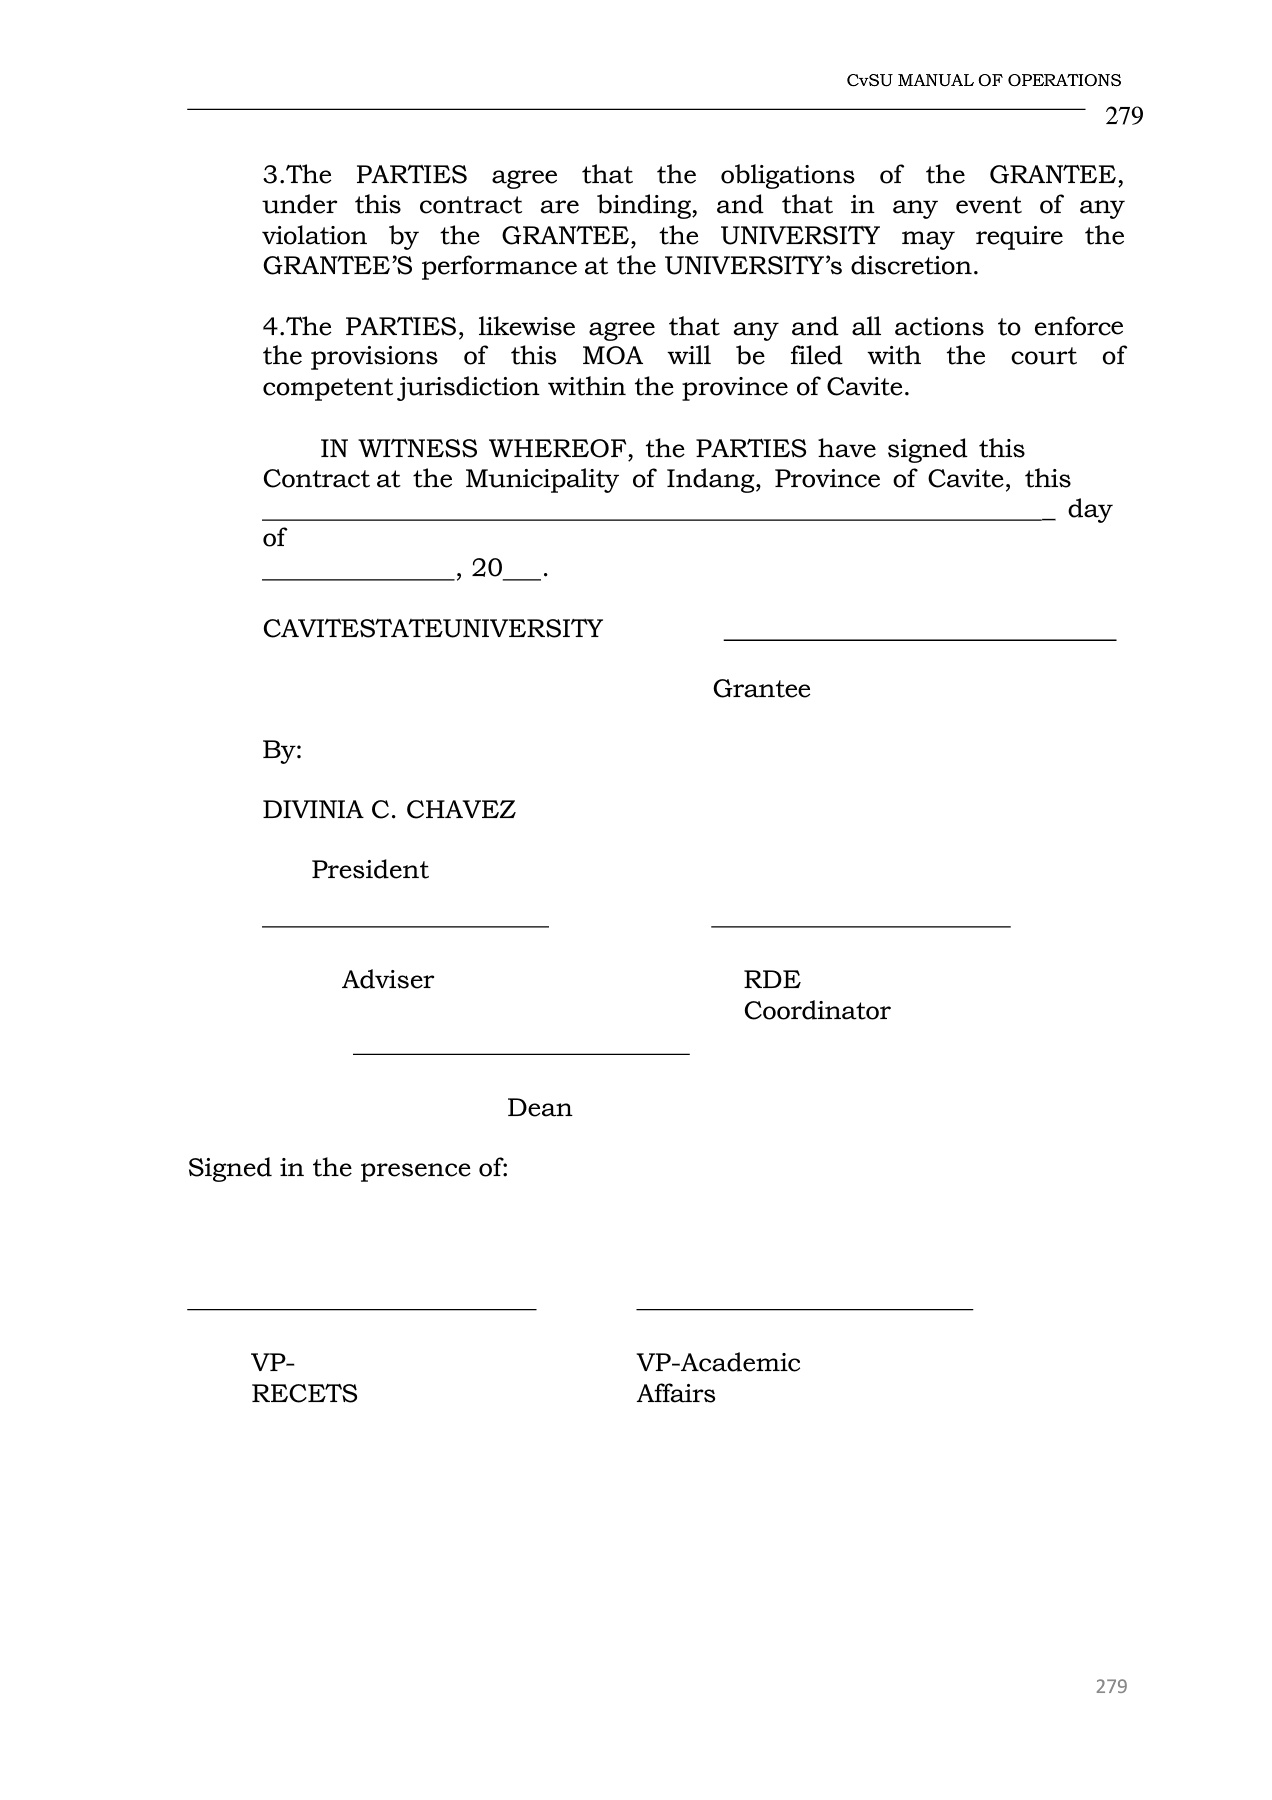 CvSU MANUAL OF OPERATIONS
279
3.The PARTIES agree that the obligations of the GRANTEE,
under this contract are binding, and that in any event of any
violation by the GRANTEE, the UNIVERSITY may require the
GRANTEE’S performance at the UNIVERSITY’s discretion.
4.The PARTIES, likewise agree that any and all actions to enforce
the provisions of this MOA will be filed with the court of
competent jurisdiction within the province of Cavite.
IN WITNESS WHEREOF, the PARTIES have signed this
Contract at the Municipality of Indang, Province of Cavite, this
_____________________________________________________________ day
of
_______________, 20___.
CAVITESTATEUNIVERSITY ______________________________
Grantee
By:
DIVINIA C. CHAVEZ
President
______________________ _______________________
Adviser RDE
Coordinator
__________________________
Dean
Signed in the presence of:
___________________________ __________________________
VP- VP-Academic
RECETS Affairs
279